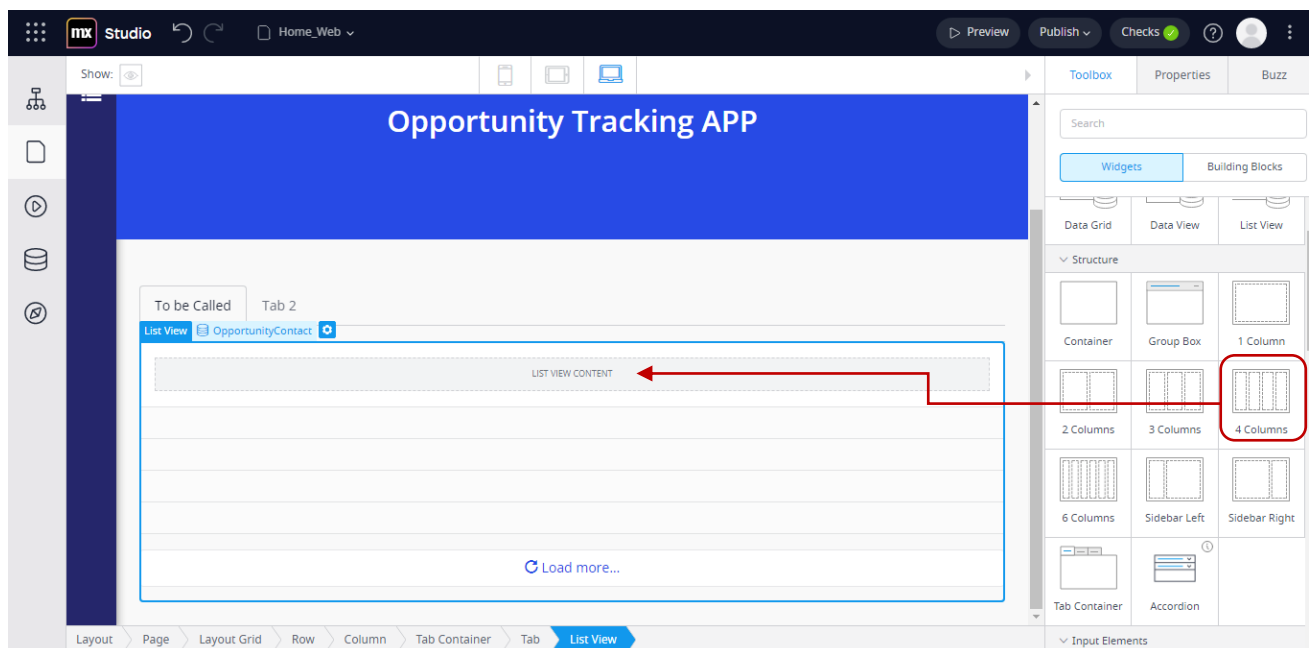 mx Studio Home_Web Preview Publish Checks ?
Show: Toolbox Properties Buzz
Opportunity Tracking APP
Search
Widgets Building Blocks
Data Grid Data View List View
Structure
To be Called Tab 2
List View OpportunityContact
Container Group Box 1 Column
LIST VIEW CONTENT
2 Columns 3 Columns 4 Columns
6 Columns Sidebar Left Sidebar Right
Load more...
Tab Container Accordion
Layout Page Layout Grid Row Column Tab Container Tab List View
Input Elements